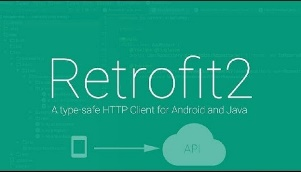 Retrofit2
A type-safe HTTP Client for Android and Java
API